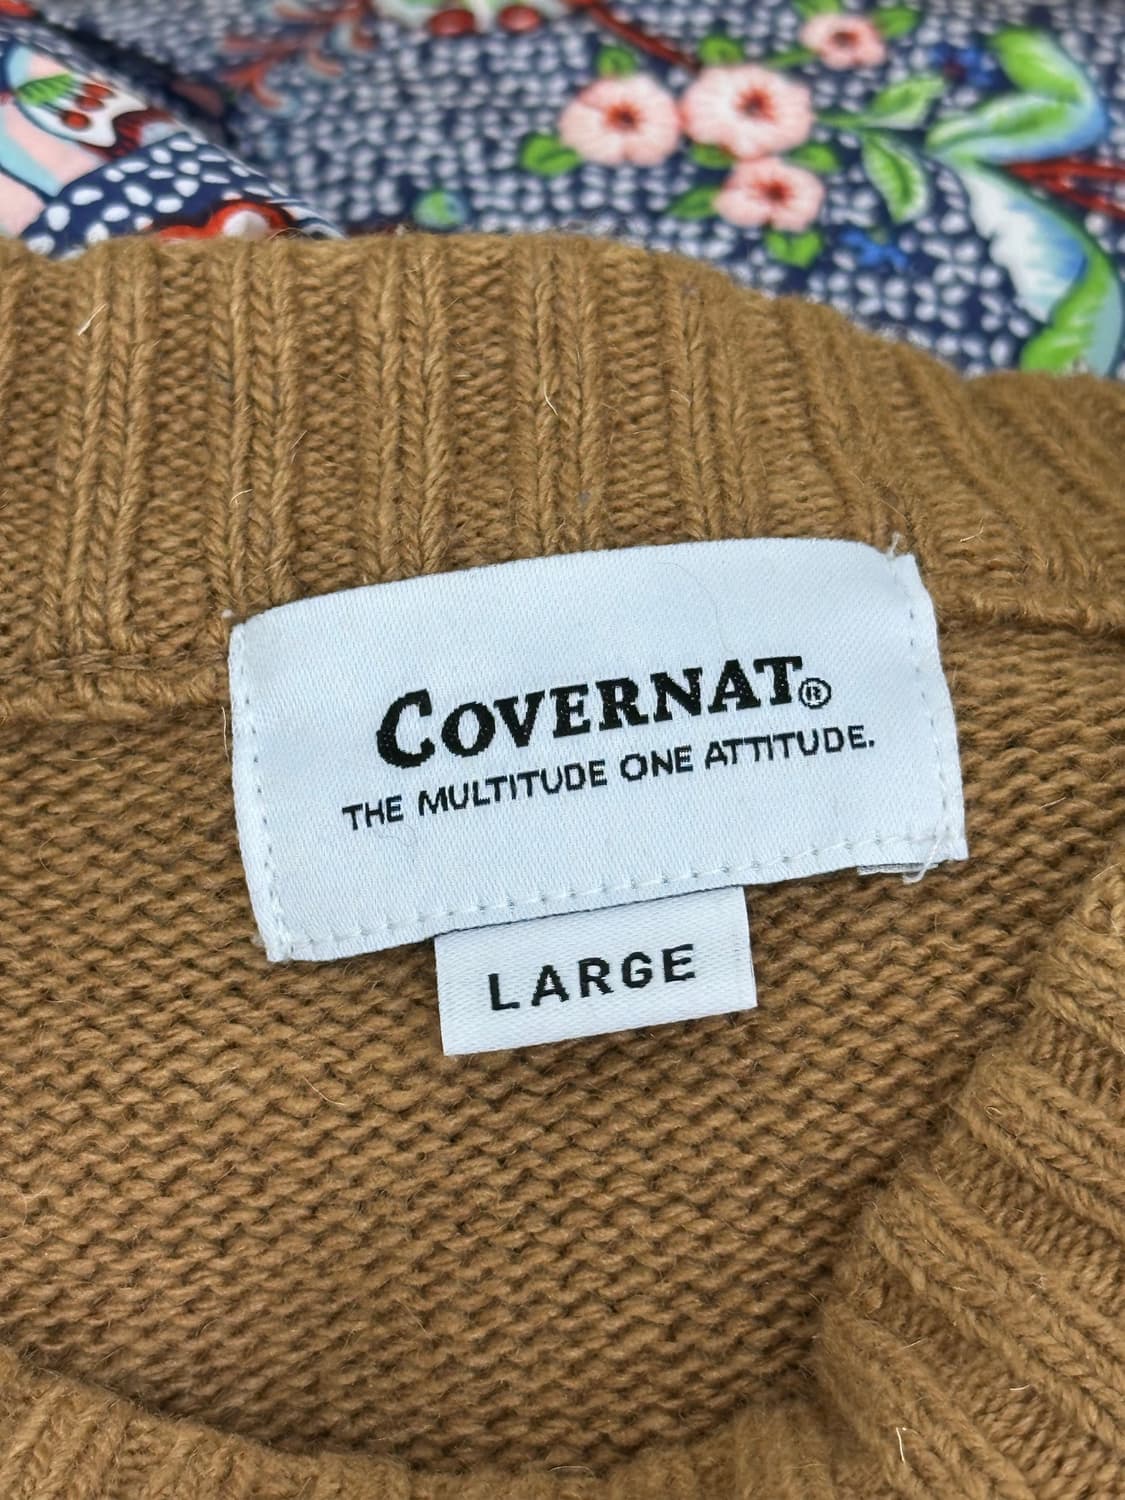 COVERNAT®
THE MULTITUDE ONE ATTITUDE.
LARGE